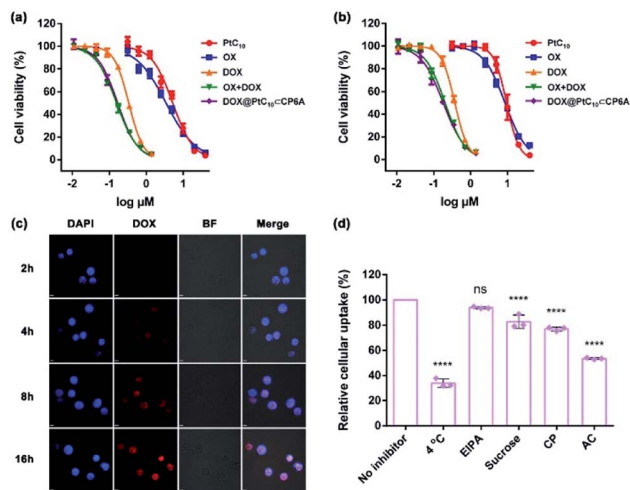 (a)
Cell viability (%)
120
100
80
60
40
20
0
-2
-1
0
1
log μM
PtC₁₀
OX
DOX
OX+DOX
DOX@PtC₁₀⊂CP6A
(b)
Cell viability (%)
120
100
80
60
40
20
0
-2
-1
0
1
log μM
PtC₁₀
OX
DOX
OX+DOX
DOX@PtC₁₀⊂CP6A
(c)
DAPI DOX BF Merge
2h
4h
8h
16h
(d)
Relative cellular uptake (%)
120
100
80
60
40
20
0
ns
****
****
****
****
No inhibitor
4 °C
EIPA
Sucrose
CP
AC